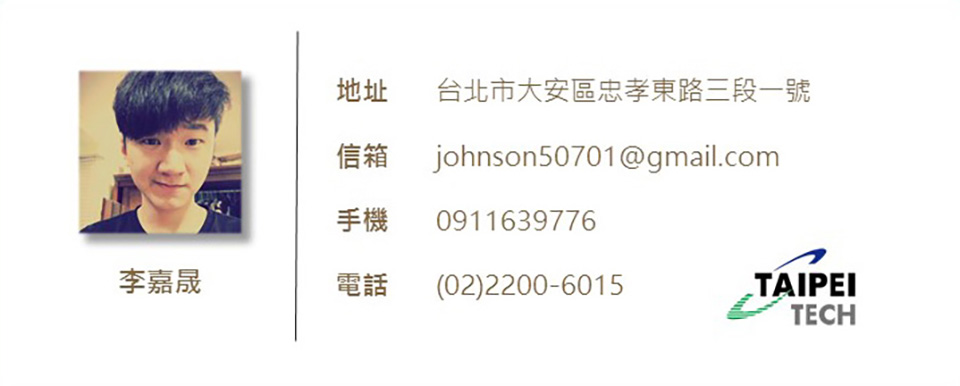 李嘉晟
地址 台北市大安區忠孝東路三段一號
信箱 johnson50701@gmail.com
手機 0911639776
電話 (02)2200-6015
TAIPEI
TECH